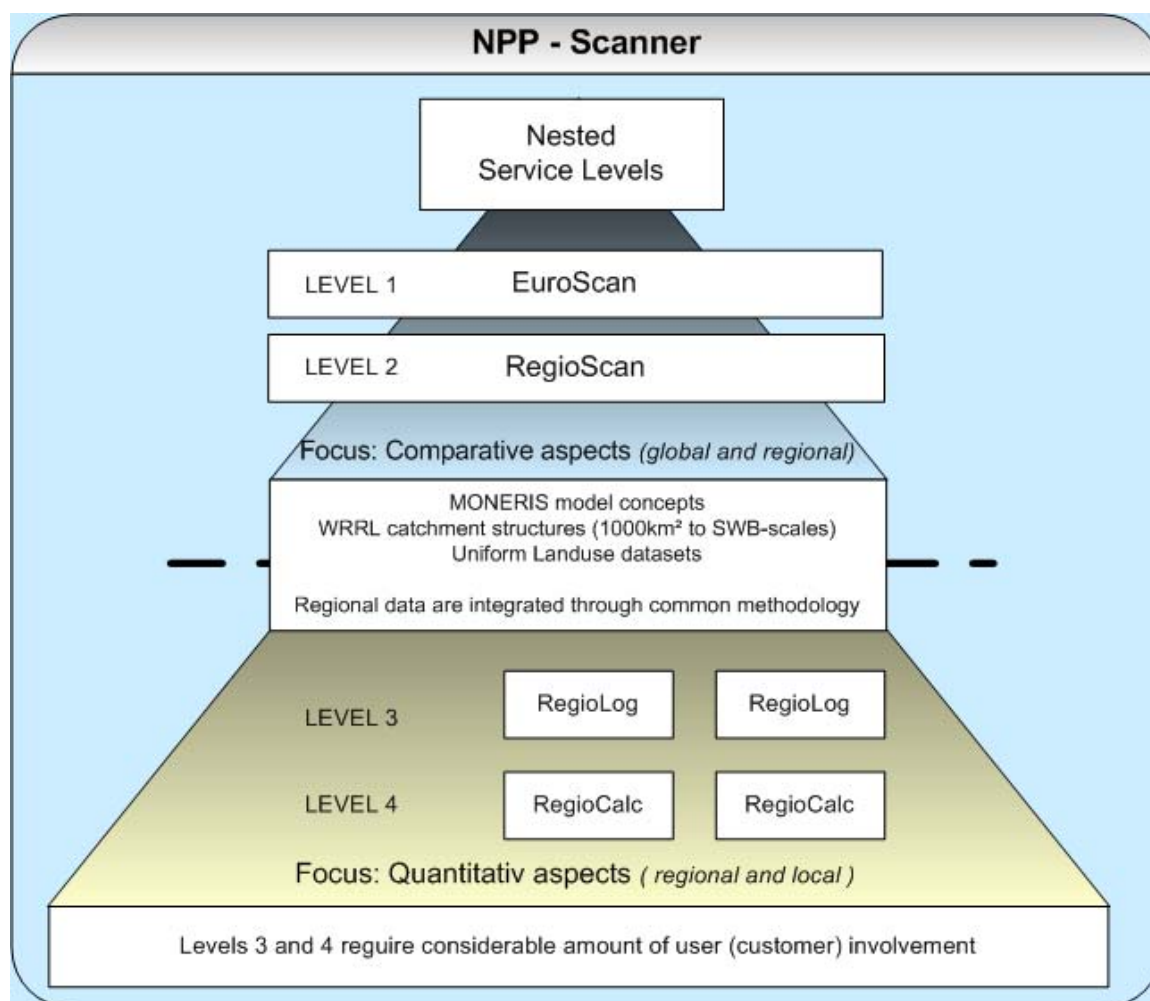 NPP - Scanner
Nested
Service Levels
LEVEL 1 EuroScan
LEVEL 2 RegioScan
Focus: Comparative aspects (global and regional)
MONERIS model concepts
WRRL catchment structures (1000km² to SWB-scales)
Uniform Landuse datasets
Regional data are integrated through common methodology
LEVEL 3 RegioLog RegioLog
LEVEL 4 RegioCalc RegioCalc
Focus: Quantitativ aspects ( regional and local )
Levels 3 and 4 reguire considerable amount of user (customer) involvement